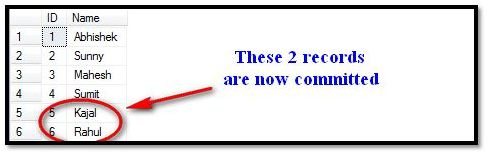 ID Name
1 1 Abhishek
2 2 Sunny
3 3 Mahesh
4 4 Sumit
5 5 Kajal
6 6 Rahul
These 2 records
are now committed